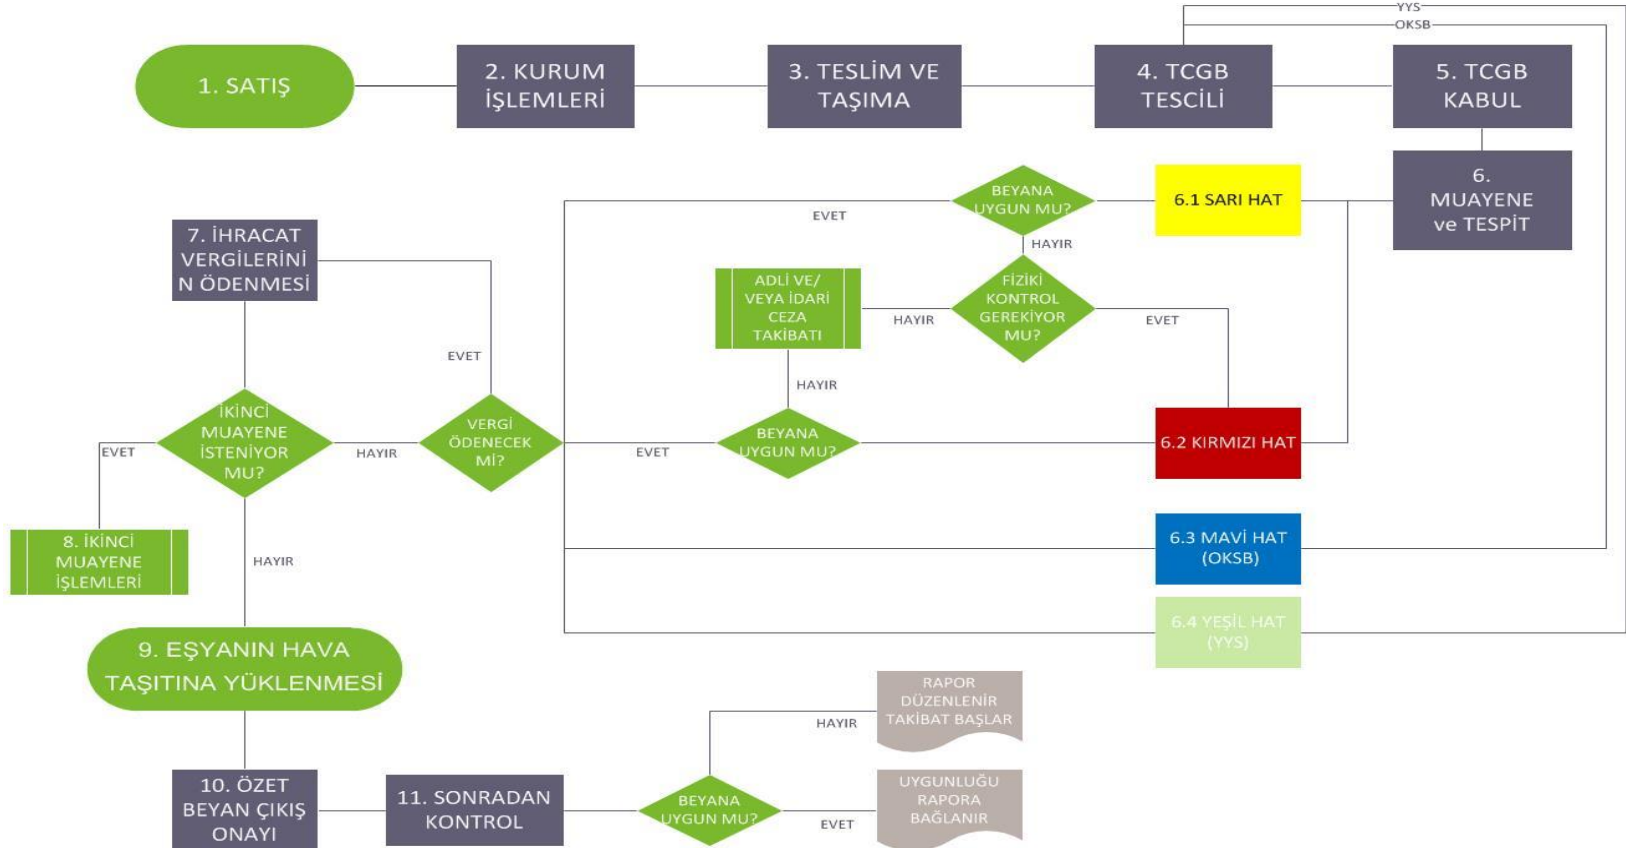 YYS
OKSB
1. SATIŞ
2. KURUM
İŞLEMLERİ
3. TESLİM VE
TAŞIMA
4. TCGB
TESCİLİ
5. TCGB
KABUL
6.
MUAYENE
ve TESPİT
6.1 SARI HAT
BEYANA
UYGUN MU?
EVET
HAYIR
FİZİKİ
KONTROL
GEREKİYOR
MU?
EVET
HAYIR
ADLİ VE/
VEYA İDARİ
CEZA
TAKİBATI
HAYIR
6.2 KIRMIZI HAT
BEYANA
UYGUN MU?
EVET
6.3 MAVİ HAT
(OKSB)
6.4 YEŞİL HAT
(YYS)
VERGİ
ÖDENECEK
Mİ?
EVET
HAYIR
7. İHRACAT
VERGİLERİNİ
N ÖDENMESİ
İKİNCİ
MUAYENE
İSTENİYOR
MU?
EVET
8. İKİNCİ
MUAYENE
İŞLEMLERİ
HAYIR
9. EŞYANIN HAVA
TAŞITINA YÜKLENMESİ
10. ÖZET
BEYAN ÇIKIŞ
ONAYI
11. SONRADAN
KONTROL
BEYANA
UYGUN MU?
HAYIR
RAPOR
DÜZENLENİR
TAKİBAT BAŞLAR
EVET
UYGUNLUĞU
RAPORA
BAĞLANIR